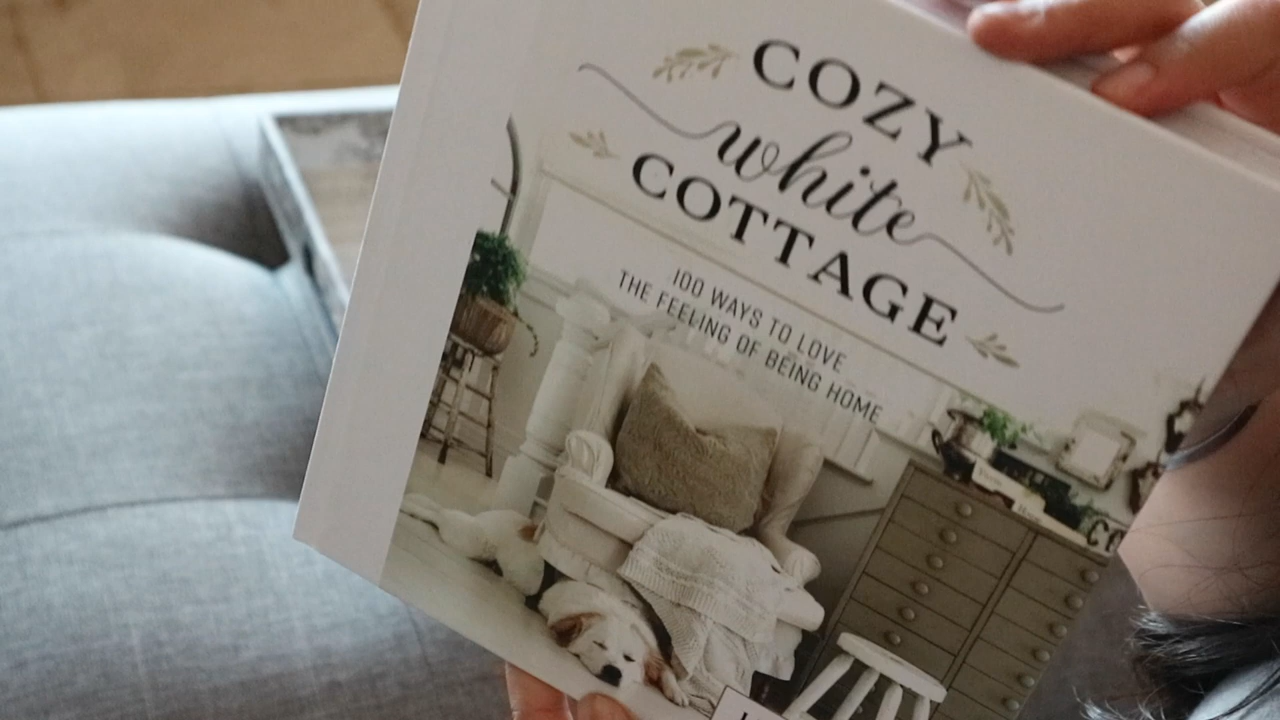 COZY
white
COTTAGE
100 WAYS TO LOVE
THE FEELING OF BEING HOME